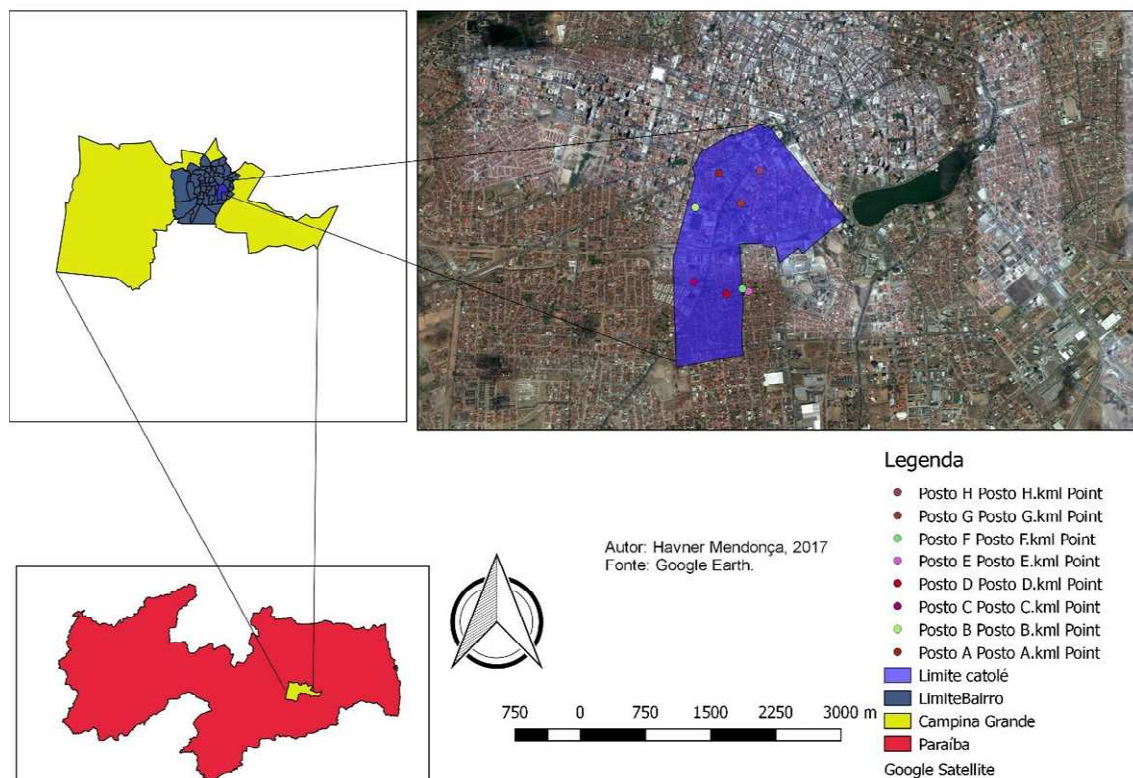 Legenda
Posto H Posto H.kml Point
Posto G Posto G.kml Point
Posto F Posto F.kml Point
Posto E Posto E.kml Point
Posto D Posto D.kml Point
Posto C Posto C.kml Point
Posto B Posto B.kml Point
Posto A Posto A.kml Point
Limite catolé
LimiteBairro
Campina Grande
Paraíba
Google Satellite
Autor: Havner Mendonça, 2017
Fonte: Google Earth.
750 0 750 1500 2250 3000 m